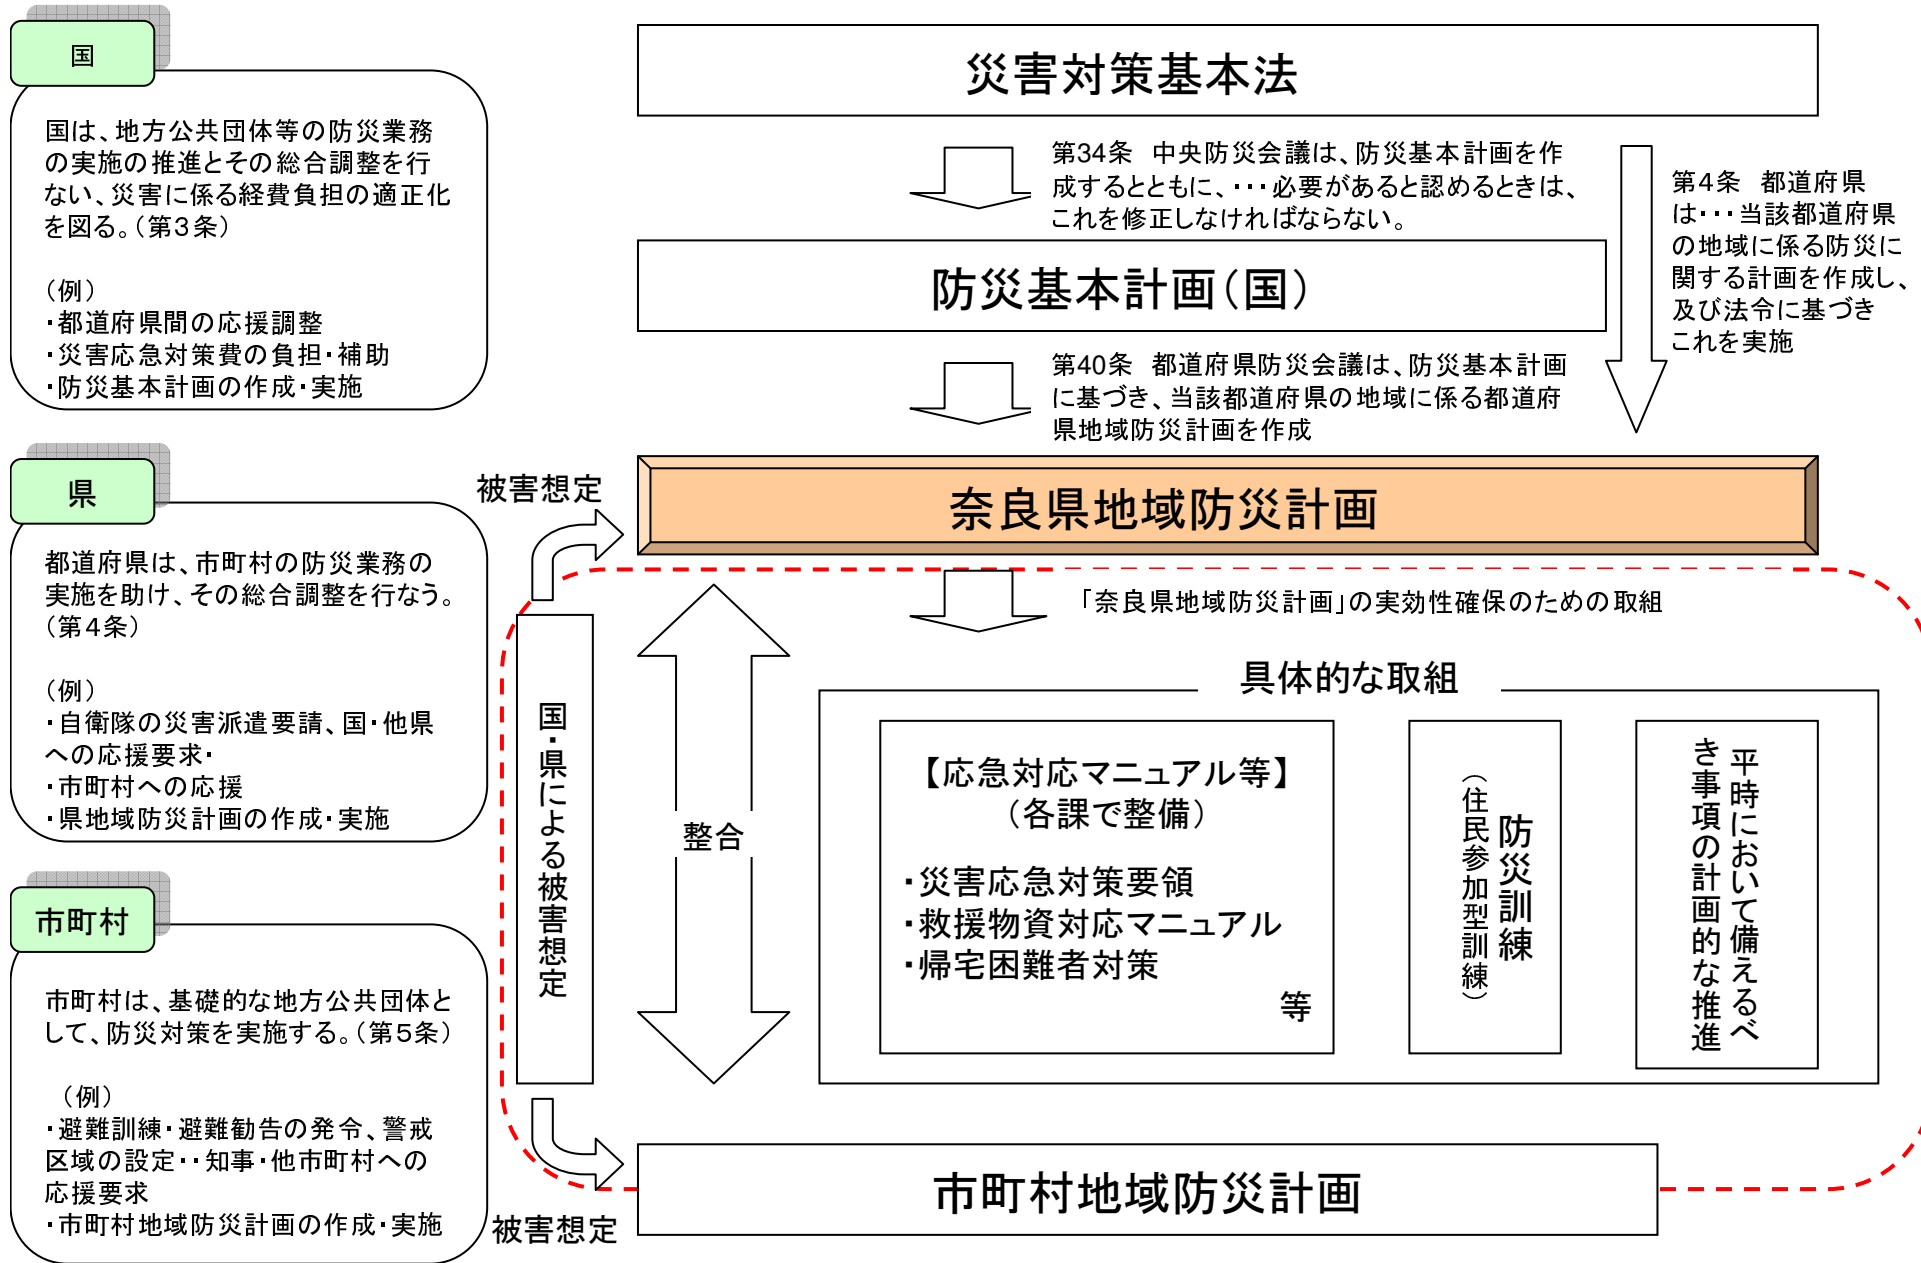 国
国は、地方公共団体等の防災業務
の実施の推進とその総合調整を行
ない、災害に係る経費負担の適正化
を図る。（第３条）
（例）
・都道府県間の応援調整
・災害応急対策費の負担・補助
・防災基本計画の作成・実施
県
都道府県は、市町村の防災業務の
実施を助け、その総合調整を行なう。
（第４条）
（例）
・自衛隊の災害派遣要請、国・他県
への応援要求・
・市町村への応援
・県地域防災計画の作成・実施
市町村
市町村は、基礎的な地方公共団体と
して、防災対策を実施する。（第５条）
（例）
・避難訓練・避難勧告の発令、警戒
区域の設定・・知事・他市町村への
応援要求
・市町村地域防災計画の作成・実施
災害対策基本法
第34条　中央防災会議は、防災基本計画を作
成するとともに、・・・必要があると認めるときは、
これを修正しなければならない。
第４条　都道府県
は・・・当該都道府県
の地域に係る防災に
関する計画を作成し、
及び法令に基づき
これを実施
防災基本計画（国）
第40条　都道府県防災会議は、防災基本計画
に基づき、当該都道府県の地域に係る都道府
県地域防災計画を作成
被害想定
奈良県地域防災計画
「奈良県地域防災計画」の実効性確保のための取組
国・県による被害想定
整合
具体的な取組
【応急対応マニュアル等】
（各課で整備）
・災害応急対策要領
・救援物資対応マニュアル
・帰宅困難者対策
等
防災訓練
（住民参加型訓練）
平時において備えるべ
き事項の計画的な推進
被害想定
市町村地域防災計画